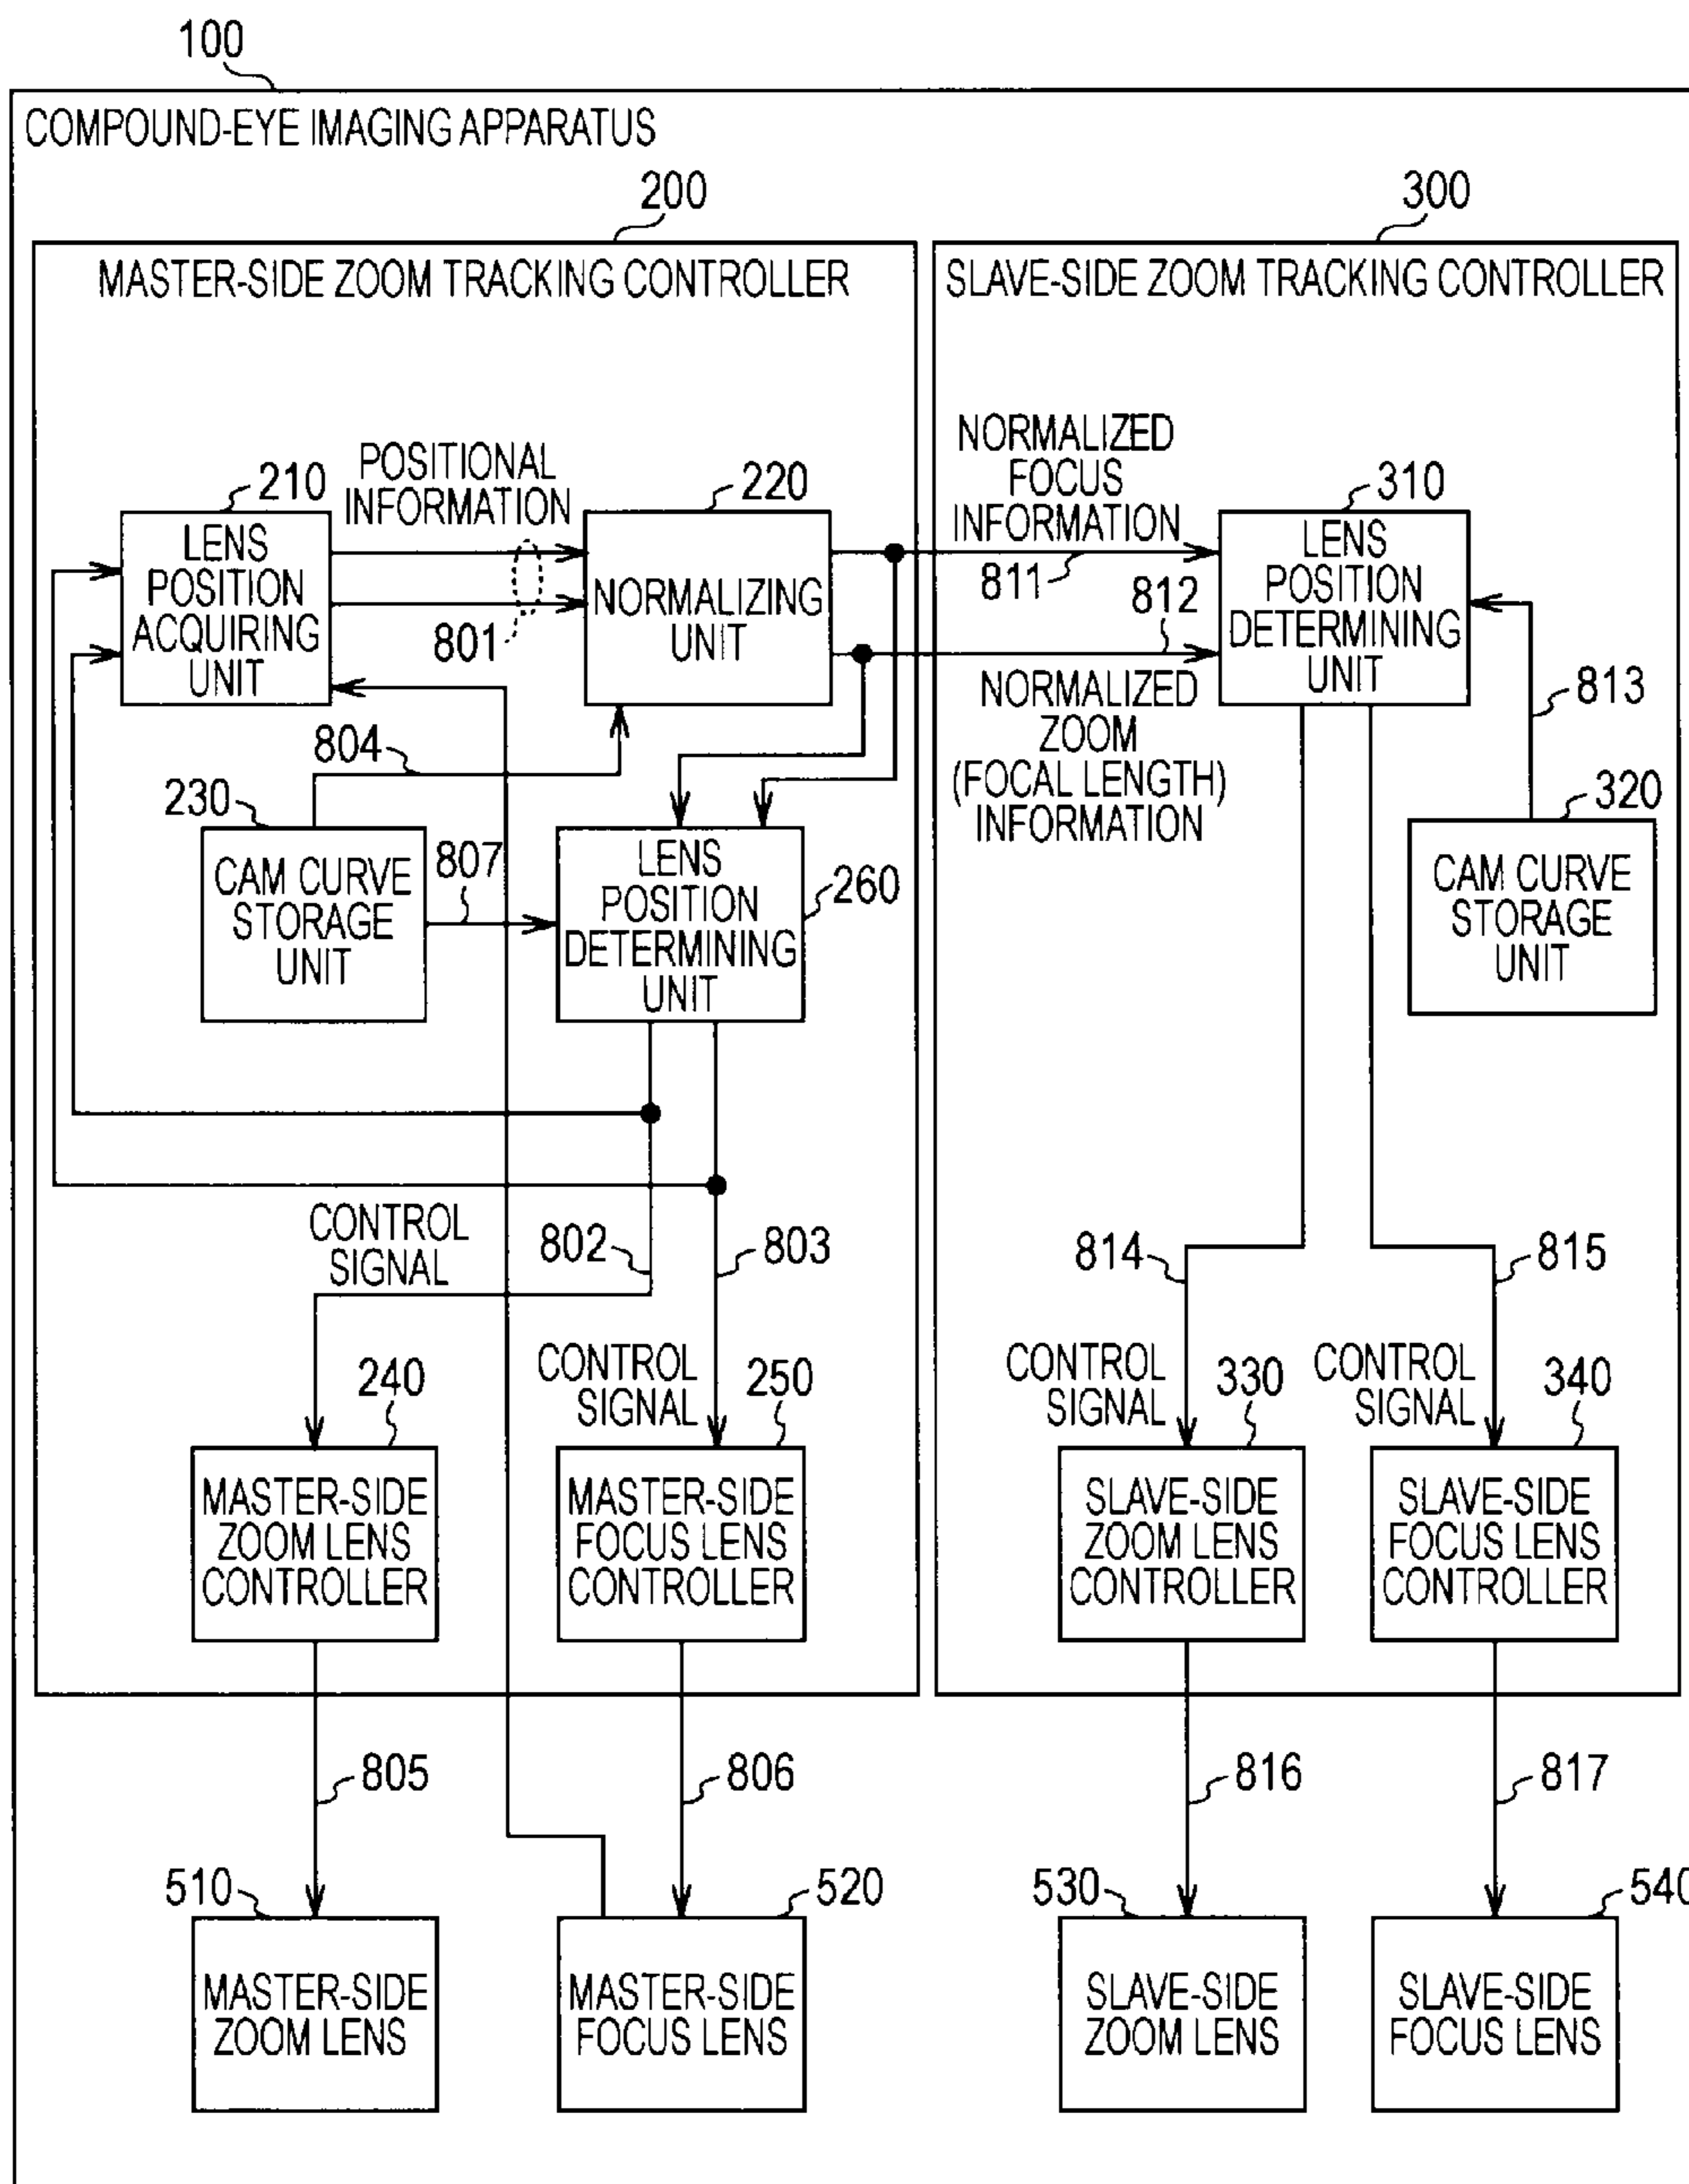 100
COMPOUND-EYE IMAGING APPARATUS
200
300
MASTER-SIDE ZOOM TRACKING CONTROLLER
SLAVE-SIDE ZOOM TRACKING CONTROLLER
210
LENS
POSITION
ACQUIRING
UNIT
POSITIONAL
INFORMATION
801
220
NORMALIZING
UNIT
NORMALIZED
FOCUS
INFORMATION
811
812
NORMALIZED
ZOOM
(FOCAL LENGTH)
INFORMATION
310
LENS
POSITION
DETERMINING
UNIT
813
804
230
CAM CURVE
STORAGE
UNIT
807
LENS
POSITION
DETERMINING
UNIT
260
320
CAM CURVE
STORAGE
UNIT
CONTROL
SIGNAL
802
803
814
815
240
CONTROL
SIGNAL
250
CONTROL
SIGNAL
330
CONTROL
SIGNAL
340
MASTER-SIDE
ZOOM LENS
CONTROLLER
MASTER-SIDE
FOCUS LENS
CONTROLLER
SLAVE-SIDE
ZOOM LENS
CONTROLLER
SLAVE-SIDE
FOCUS LENS
CONTROLLER
805
806
816
817
510
520
530
540
MASTER-SIDE
ZOOM LENS
MASTER-SIDE
FOCUS LENS
SLAVE-SIDE
ZOOM LENS
SLAVE-SIDE
FOCUS LENS